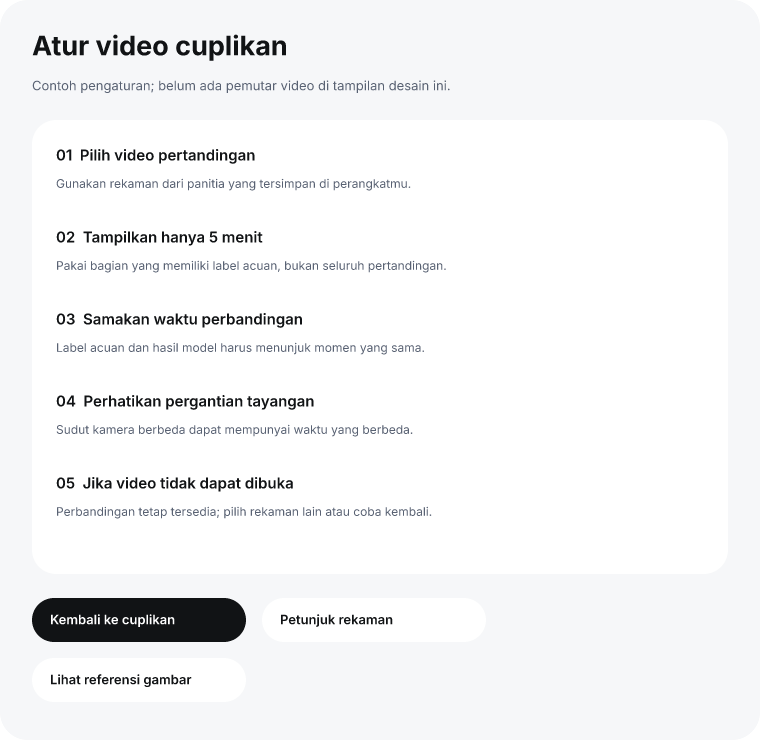 Atur video cuplikan
Contoh pengaturan; belum ada pemutar video di tampilan desain ini.
01 Pilih video pertandingan
Gunakan rekaman dari panitia yang tersimpan di perangkatmu.
02 Tampilkan hanya 5 menit
Pakai bagian yang memiliki label acuan, bukan seluruh pertandingan.
03 Samakan waktu perbandingan
Label acuan dan hasil model harus menunjuk momen yang sama.
04 Perhatikan pergantian tayangan
Sudut kamera berbeda dapat mempunyai waktu yang berbeda.
05 Jika video tidak dapat dibuka
Perbandingan tetap tersedia; pilih rekaman lain atau coba kembali.
Kembali ke cuplikan
Petunjuk rekaman
Lihat referensi gambar